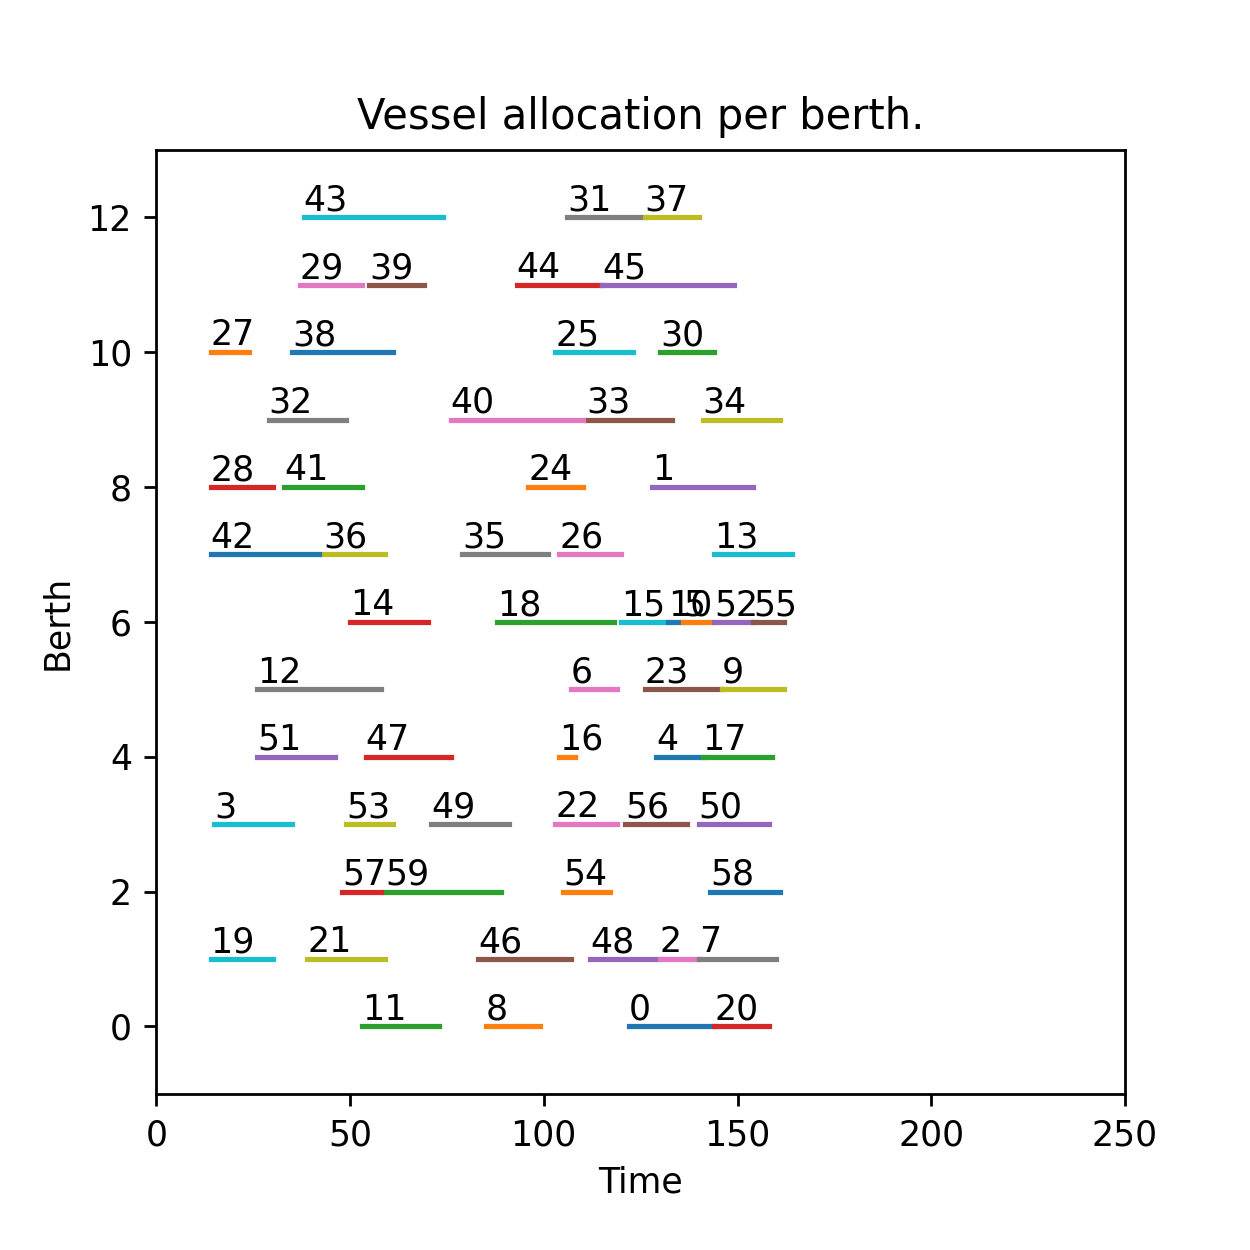 Vessel allocation per berth.
12 43 31 37
29 39 44 45
10 27 38 25 30
32 40 33 34
8 28 41 24 1
42 36 35 26 13
6 14 18 15 10 5 52 55
12 6 23 9
4 51 47 16 4 17
3 53 49 22 56 50
2 57 59 54 58
19 21 46 48 2 7
0 11 8 0 20
Berth
0 50 100 150 200 250
Time